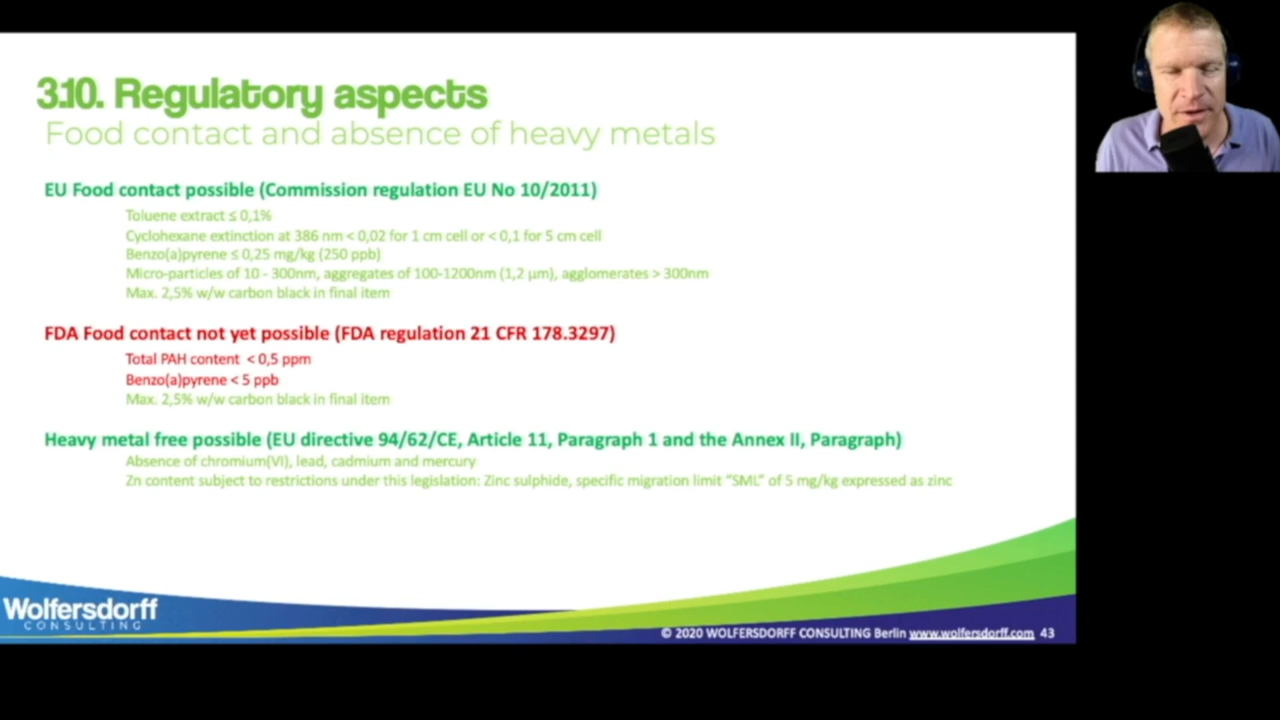 3.10. Regulatory aspects
Food contact and absence of heavy metals
EU Food contact possible (Commission regulation EU No 10/2011)
Toluene extract ≤ 0,1%
Cyclohexane extinction at 386 nm < 0,02 for 1 cm cell or < 0,1 for 5 cm cell
Benzo(a)pyrene ≤ 0,25 mg/kg (250 ppb)
Micro-particles of 10 - 300nm, aggregates of 100-1200nm (1,2 µm), agglomerates > 300nm
Max. 2,5% w/w carbon black in final item
FDA Food contact not yet possible (FDA regulation 21 CFR 178.3297)
Total PAH content < 0,5 ppm
Benzo(a)pyrene < 5 ppb
Max. 2,5% w/w carbon black in final item
Heavy metal free possible (EU directive 94/62/CE, Article 11, Paragraph 1 and the Annex II, Paragraph)
Absence of chromium(VI), lead, cadmium and mercury
Zn content subject to restrictions under this legislation: Zinc sulphide, specific migration limit “SML” of 5 mg/kg expressed as zinc
Wolfersdorff
CONSULTING
© 2020 WOLFERSDORFF CONSULTING Berlin www.wolfersdorff.com 43